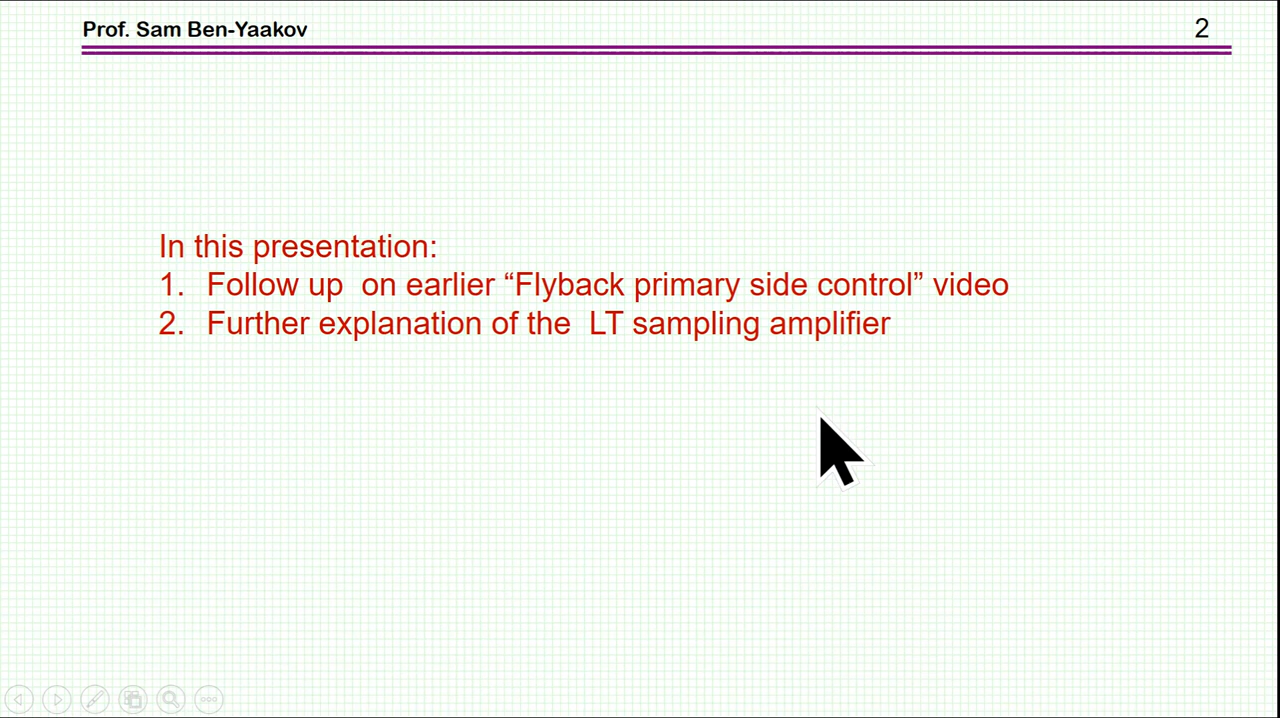 Prof. Sam Ben-Yaakov
2
In this presentation:
1. Follow up on earlier “Flyback primary side control” video
2. Further explanation of the LT sampling amplifier